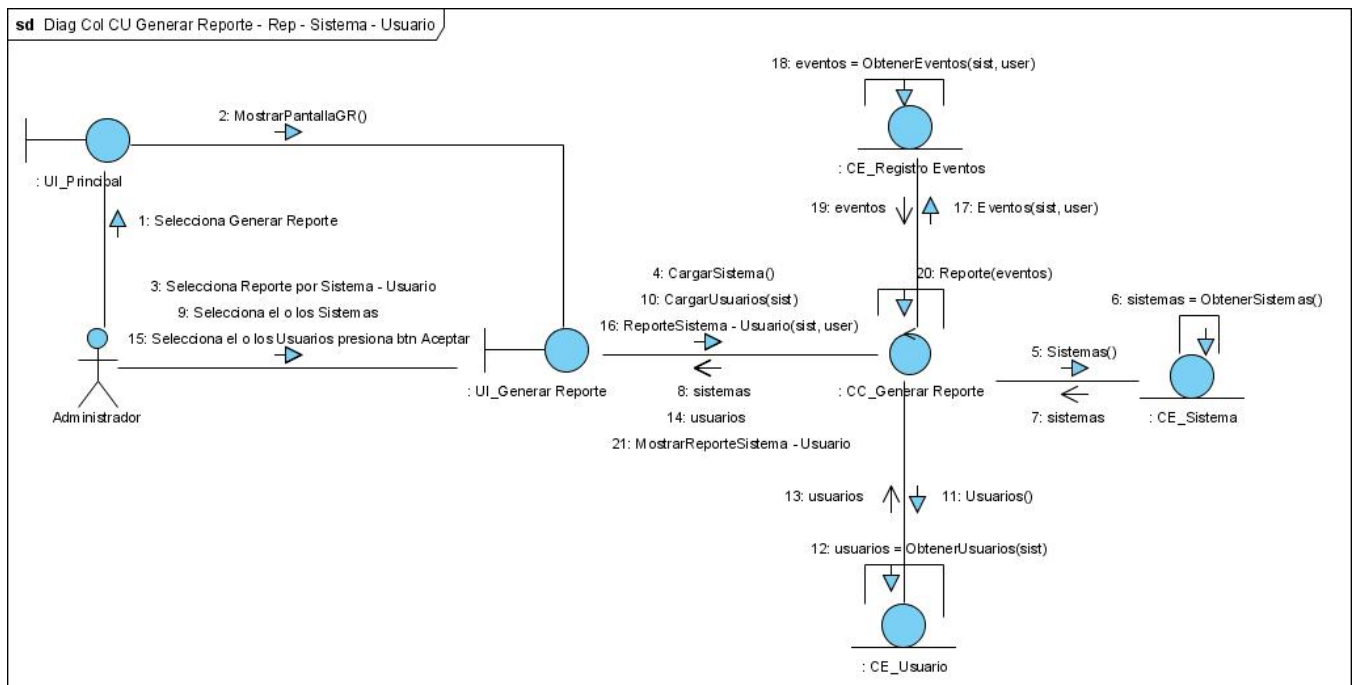 sd Diag Col CU Generar Reporte - Rep - Sistema - Usuario
18: eventos = ObtenerEventos(sist, user)
2: MostrarPantallaGR()
: UI_Principal
: CE_Registro Eventos
19: eventos
17: Eventos(sist, user)
1: Selecciona Generar Reporte
4: CargarSistema()
20: Reporte(eventos)
3: Selecciona Reporte por Sistema - Usuario
10: CargarUsuarios(sist)
6: sistemas = ObtenerSistemas()
9: Selecciona el o los Sistemas
16: ReporteSistema - Usuario(sist, user)
15: Selecciona el o los Usuarios presiona btn Aceptar
5: Sistemas()
: UI_Generar Reporte
8: sistemas
: CC_Generar Reporte
Administrador
14: usuarios
7: sistemas
: CE_Sistema
21: MostrarReporteSistema - Usuario
13: usuarios
11: Usuarios()
12: usuarios = ObtenerUsuarios(sist)
: CE_Usuario